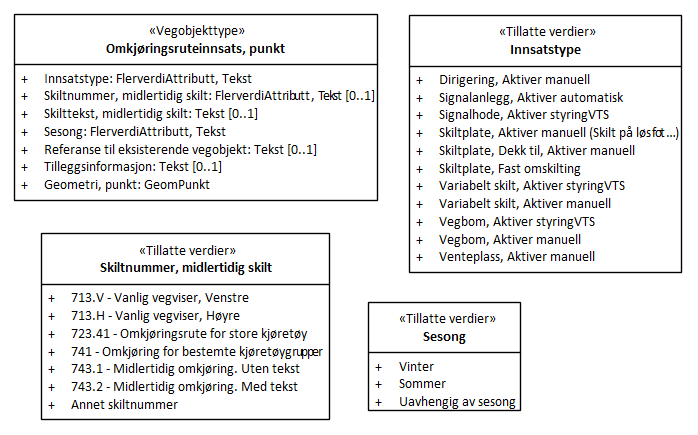 «Vegobjekttype»
Omkjøringsruteinnsats, punkt
+ Innsatstype: FlerverdiAttributt, Tekst
+ Skiltnummer, midlertidig skilt: FlerverdiAttributt, Tekst [0..1]
+ Skilttekst, midlertidig skilt: Tekst [0..1]
+ Sesong: FlerverdiAttributt, Tekst
+ Referanse til eksisterende vegobjekt: Tekst [0..1]
+ Tilleggsinformasjon: Tekst [0..1]
+ Geometri, punkt: GeomPunkt
«Tillatte verdier»
Innsatstype
+ Dirigering, Aktiver manuell
+ Signalanlegg, Aktiver automatisk
+ Signalhode, Aktiver styringVTS
+ Skiltplate, Aktiver manuell (Skilt på løsfot...)
+ Skiltplate, Dekk til, Aktiver manuell
+ Skiltplate, Fast omskilting
+ Variabelt skilt, Aktiver styringVTS
+ Variabelt skilt, Aktiver manuell
+ Vegbom, Aktiver styringVTS
+ Vegbom, Aktiver manuell
+ Venteplass, Aktiver manuell
«Tillatte verdier»
Skiltnummer, midlertidig skilt
+ 713.V - Vanlig vegviser, Venstre
+ 713.H - Vanlig vegviser, Høyre
+ 723.41 - Omkjøringsrute for store kjøretøy
+ 741 - Omkjøring for bestemte kjøretøygrupper
+ 743.1 - Midlertidig omkjøring. Uten tekst
+ 743.2 - Midlertidig omkjøring. Med tekst
+ Annet skiltnummer
«Tillatte verdier»
Sesong
+ Vinter
+ Sommer
+ Uavhengig av sesong